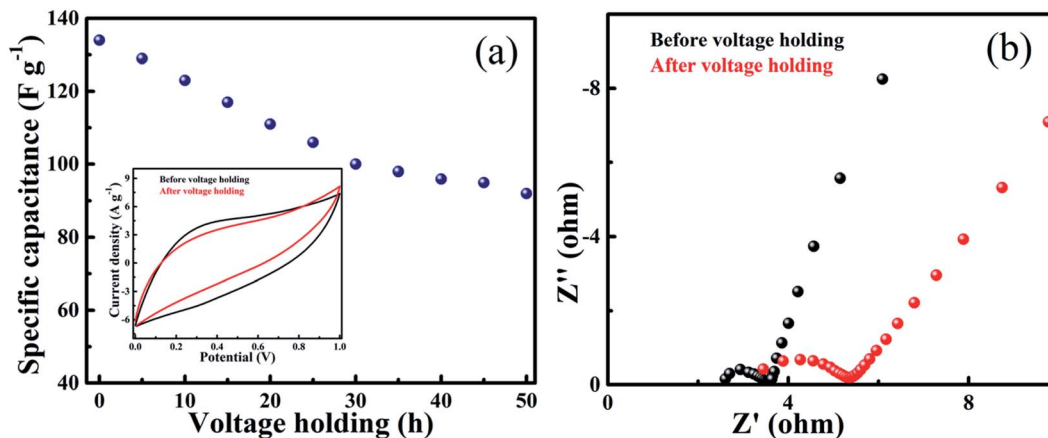 140
120
100
80
60
40
0
10
20
30
40
50
Specific capacitance (F g⁻¹)
Voltage holding (h)
(a)
Before voltage holding
After voltage holding
9
6
3
0
-3
-6
0.0
0.2
0.4
0.6
0.8
1.0
Current density (A g⁻¹)
Potential (V)
(b)
Before voltage holding
After voltage holding
-8
-4
0
0
4
8
Z'' (ohm)
Z' (ohm)